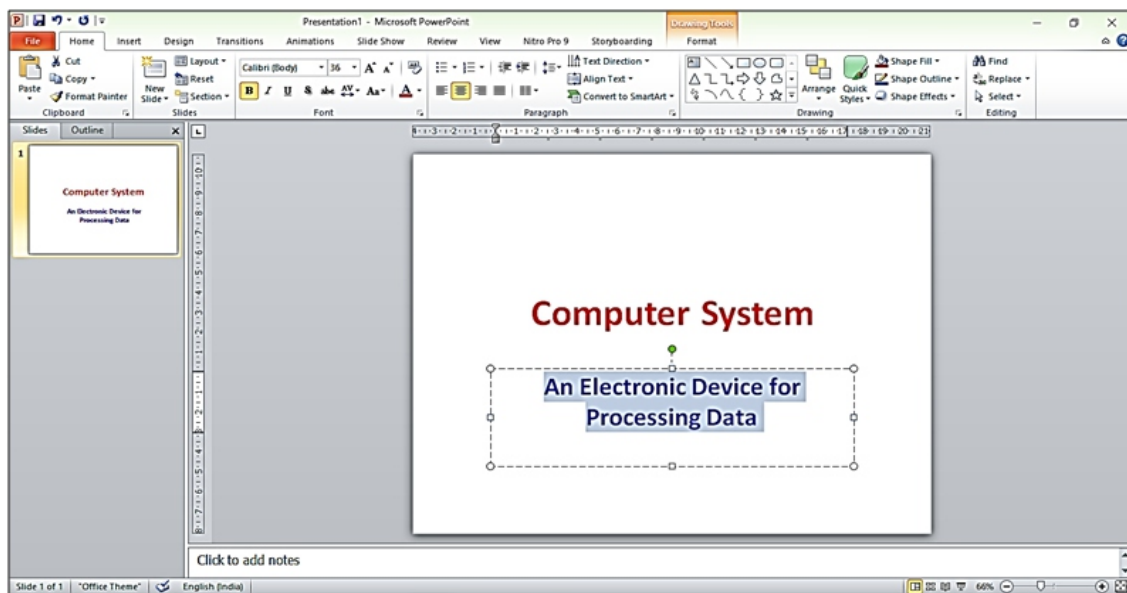 Presentation1 - Microsoft PowerPoint
Drawing Tools
File Home Insert Design Transitions Animations Slide Show Review View Nitro Pro 9 Storyboarding Format
Paste
Cut
Copy
Format Painter
Clipboard
New Slide
Layout
Reset
Section
Slides
Calibri (Body) 36
B I U S abc AV Aa A
Font
Text Direction
Align Text
Convert to SmartArt
Paragraph
Arrange
Quick Styles
Shape Fill
Shape Outline
Shape Effects
Drawing
Find
Replace
Select
Editing
Slides Outline
1
Computer System
An Electronic Device for
Processing Data
Computer System
An Electronic Device for
Processing Data
Click to add notes
Slide 1 of 1 "Office Theme" English (India) 66%